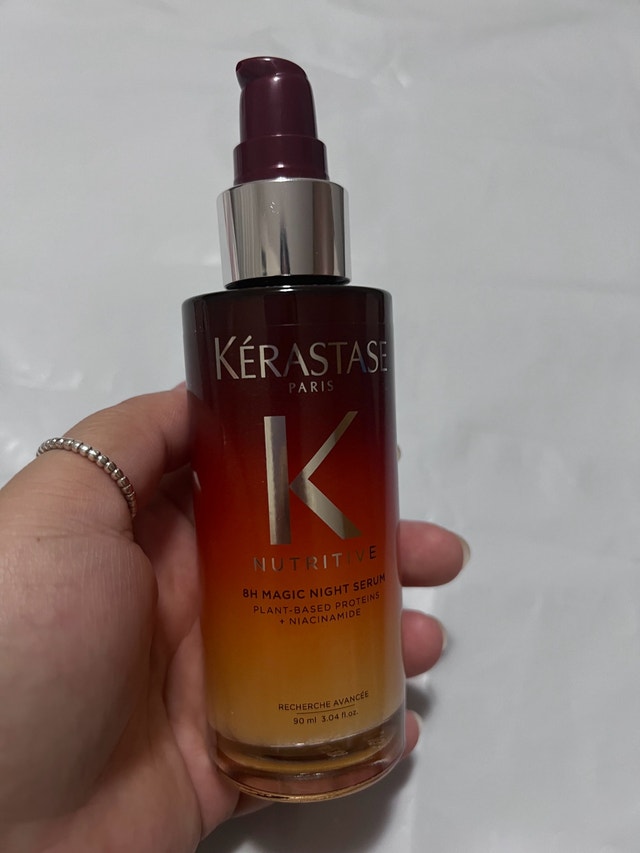 KÉRASTASE
PARIS
K
NUTRITIVE
8H MAGIC NIGHT SERUM
PLANT-BASED PROTEINS
+ NIACINAMIDE
RECHERCHE AVANCÉE
90 ml 3.04 fl.oz.